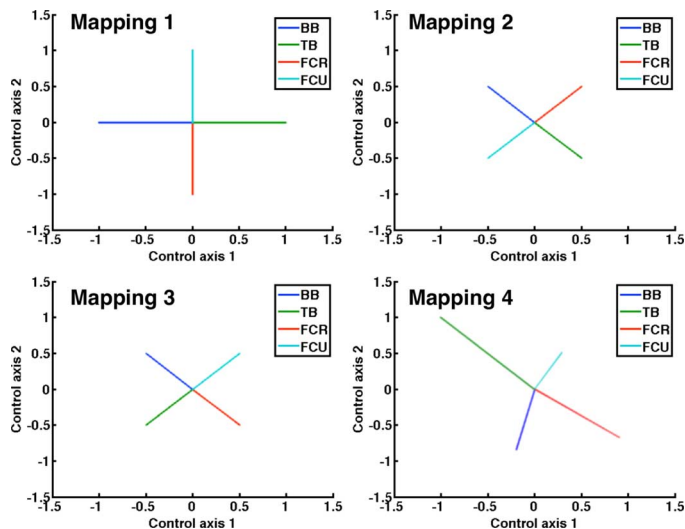 Mapping 1
BB
TB
FCR
FCU
1.5
1
0.5
0
-0.5
-1
-1.5
Control axis 2
-1.5 -1 -0.5 0 0.5 1 1.5
Control axis 1
Mapping 2
BB
TB
FCR
FCU
1.5
1
0.5
0
-0.5
-1
-1.5
Control axis 2
-1.5 -1 -0.5 0 0.5 1 1.5
Control axis 1
Mapping 3
BB
TB
FCR
FCU
1.5
1
0.5
0
-0.5
-1
-1.5
Control axis 2
-1.5 -1 -0.5 0 0.5 1 1.5
Control axis 1
Mapping 4
BB
TB
FCR
FCU
1.5
1
0.5
0
-0.5
-1
-1.5
Control axis 2
-1.5 -1 -0.5 0 0.5 1 1.5
Control axis 1